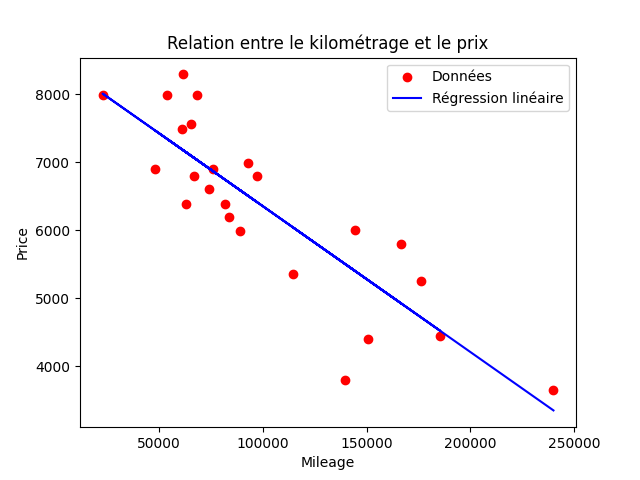 Relation entre le kilométrage et le prix
Données
Régression linéaire
8000
7000
6000
5000
4000
Price
50000 100000 150000 200000 250000
Mileage